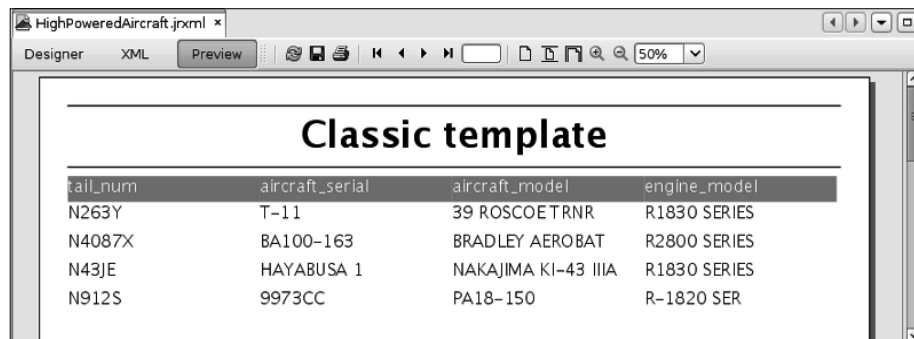 HighPoweredAircraft.jrxml ×
Designer XML Preview 50%
Classic template
tail_num aircraft_serial aircraft_model engine_model
N263Y T-11 39 ROSCOE TRNR R1830 SERIES
N4087X BA100-163 BRADLEY AEROBAT R2800 SERIES
N43JE HAYABUSA 1 NAKAJIMA KI-43 IIIA R1830 SERIES
N912S 9973CC PA18-150 R-1820 SER